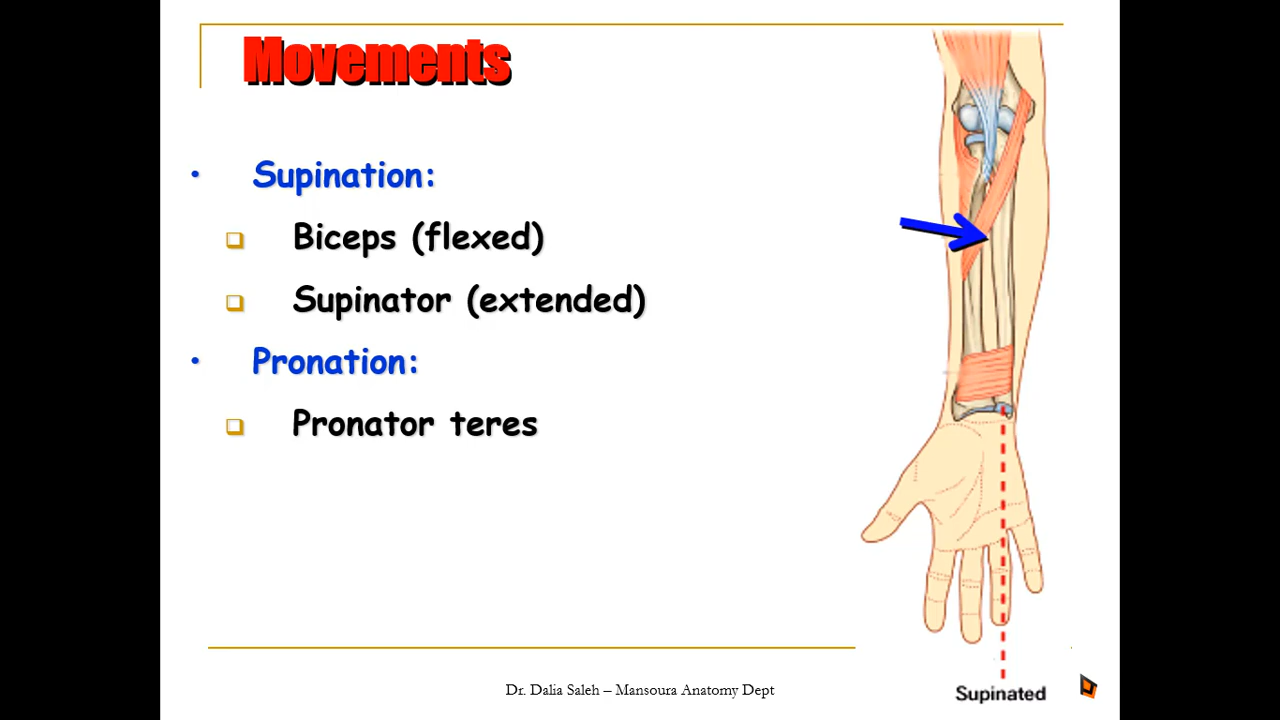 Movements
• Supination:
❑ Biceps (flexed)
❑ Supinator (extended)
• Pronation:
❑ Pronator teres
Dr. Dalia Saleh – Mansoura Anatomy Dept
Supinated